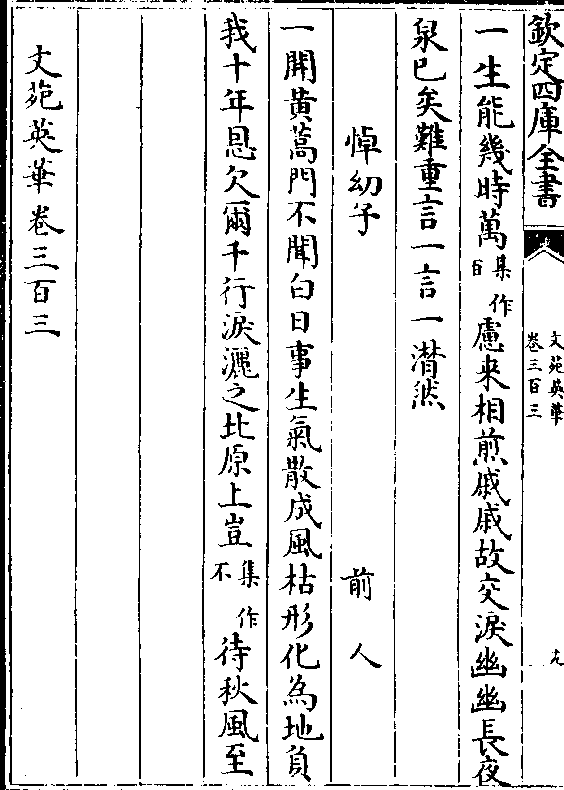 欽定四庫全書
文苑英華
卷三百三
一生能幾時萬集作百慮来相煎戚戚故交淚幽幽長夜
泉已矣難重言一言一潸然
悼幼子 前人
一開黄蒿門不聞白日事生氣散成風枯形化為地負
我十年恩欠爾千行淚灑之北原上豈集作不待秋風至
文苑英華卷三百三